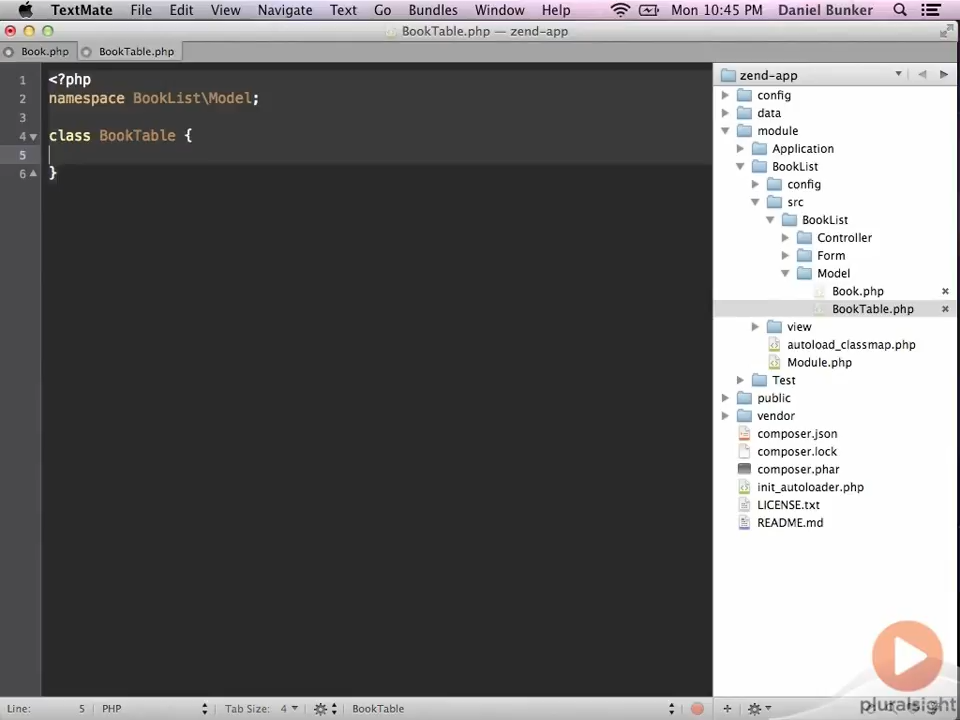 TextMate File Edit View Navigate Text Go Bundles Window Help Mon 10:45 PM Daniel Bunker
BookTable.php — zend-app
Book.php BookTable.php
1 <?php
2 namespace BookList\Model;
3
4 class BookTable {
5
6 }
zend-app
config
data
module
Application
BookList
config
src
BookList
Controller
Form
Model
Book.php
BookTable.php
view
autoload_classmap.php
Module.php
Test
public
vendor
composer.json
composer.lock
composer.phar
init_autoloader.php
LICENSE.txt
README.md
Line: 5 PHP Tab Size: 4 BookTable
pluralsight